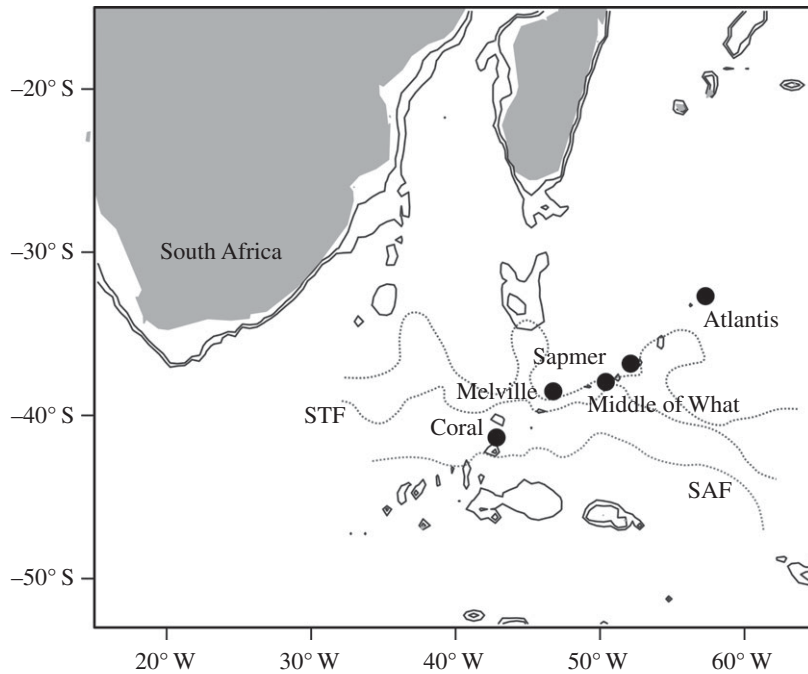 –20° S
South Africa
–30° S
Atlantis
Sapmer
Melville
Middle of What
STF
–40° S
Coral
SAF
–50° S
20° W
30° W
40° W
50° W
60° W